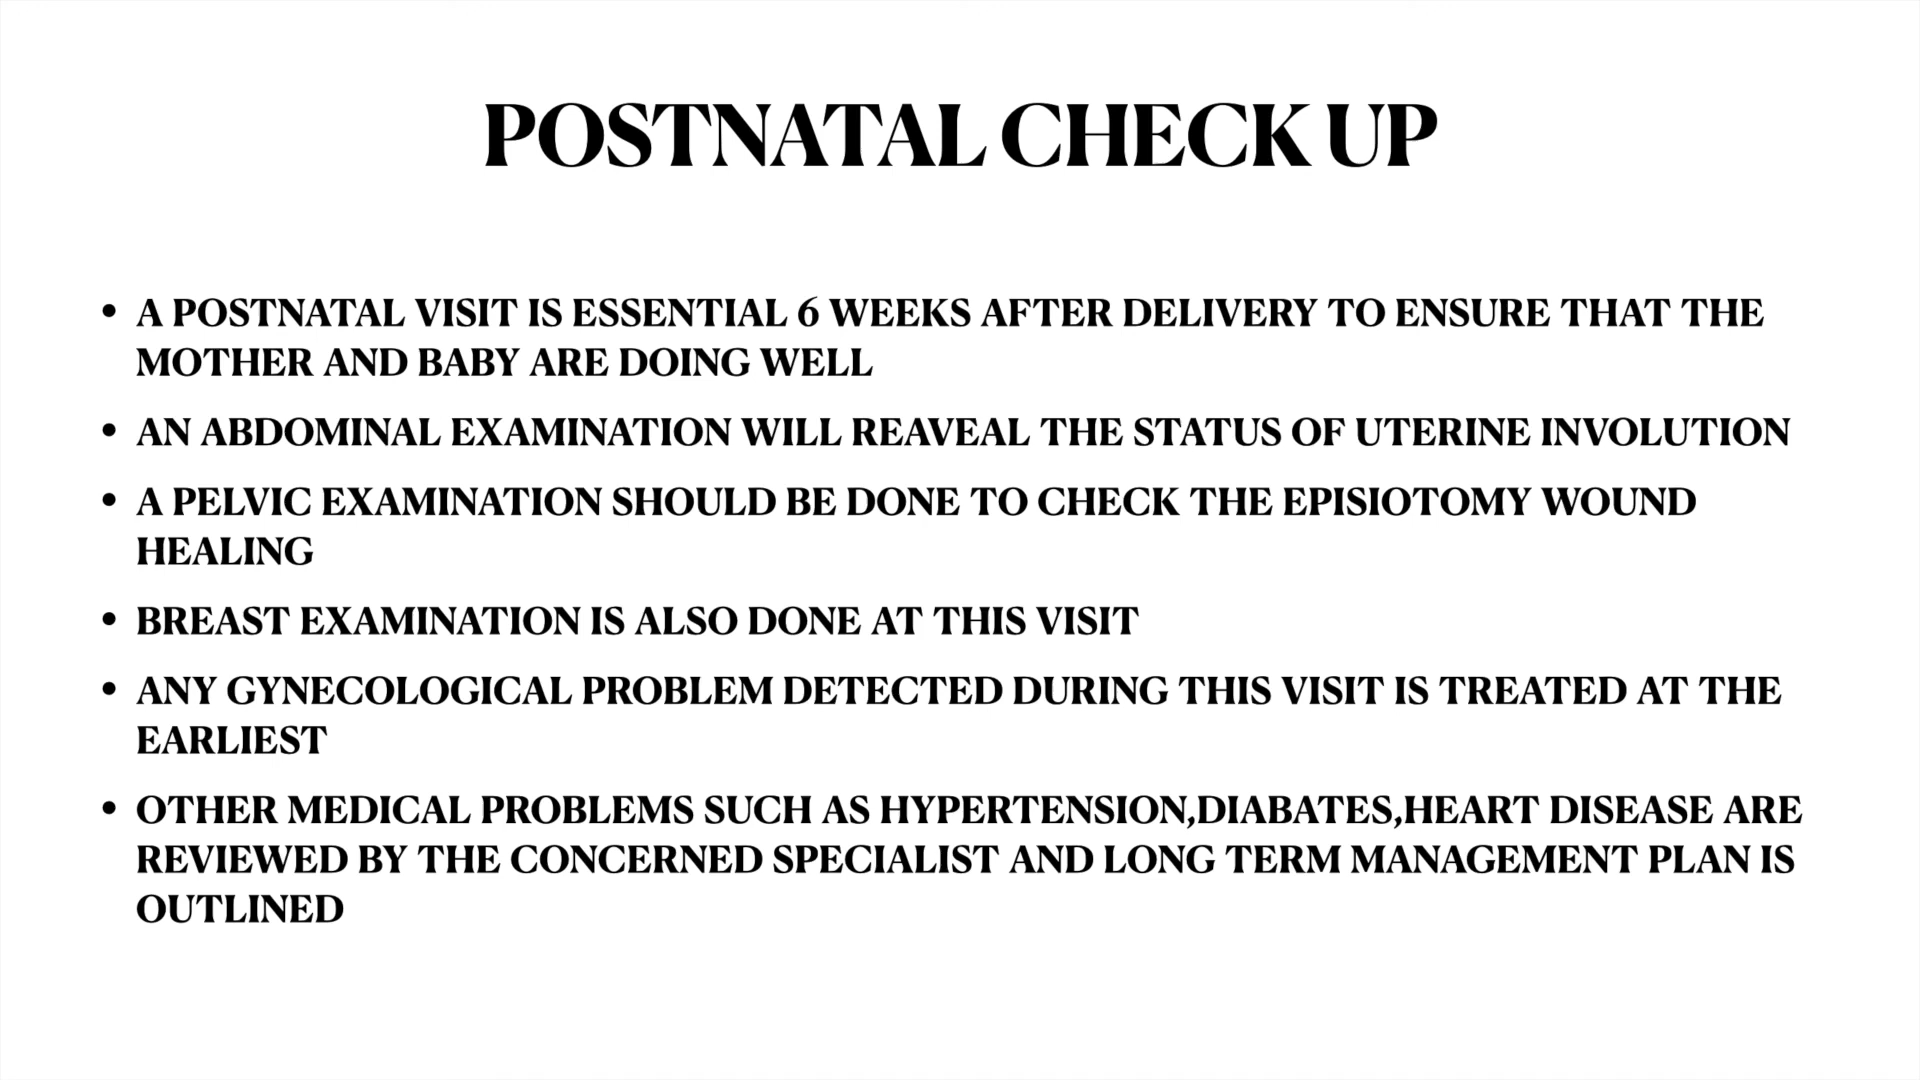 POSTNATAL CHECK UP
• A POSTNATAL VISIT IS ESSENTIAL 6 WEEKS AFTER DELIVERY TO ENSURE THAT THE
MOTHER AND BABY ARE DOING WELL
• AN ABDOMINAL EXAMINATION WILL REAVEAL THE STATUS OF UTERINE INVOLUTION
• A PELVIC EXAMINATION SHOULD BE DONE TO CHECK THE EPISIOTOMY WOUND
HEALING
• BREAST EXAMINATION IS ALSO DONE AT THIS VISIT
• ANY GYNECOLOGICAL PROBLEM DETECTED DURING THIS VISIT IS TREATED AT THE
EARLIEST
• OTHER MEDICAL PROBLEMS SUCH AS HYPERTENSION,DIABATES,HEART DISEASE ARE
REVIEWED BY THE CONCERNED SPECIALIST AND LONG TERM MANAGEMENT PLAN IS
OUTLINED